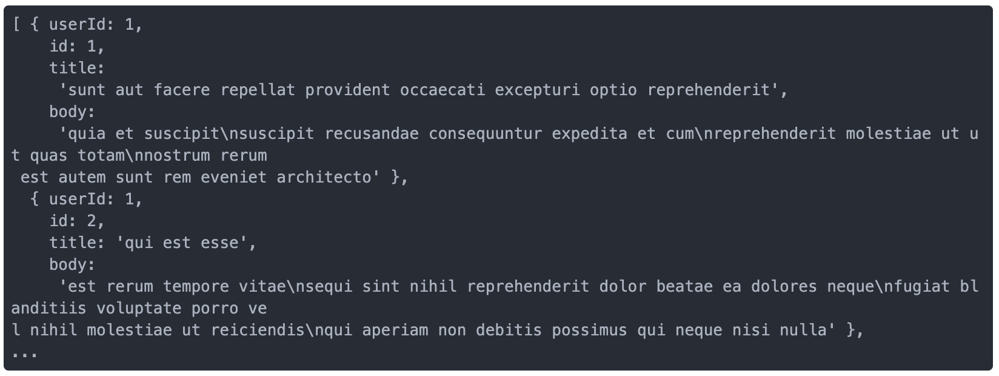 [ { userId: 1,
    id: 1,
    title:
     'sunt aut facere repellat provident occaecati excepturi optio reprehenderit',
    body:
     'quia et suscipit\nsuscipit recusandae consequuntur expedita et cum\nreprehenderit molestiae ut u
t quas totam\nnostrum rerum
 est autem sunt rem eveniet architecto' },
  { userId: 1,
    id: 2,
    title: 'qui est esse',
    body:
     'est rerum tempore vitae\nsequi sint nihil reprehenderit dolor beatae ea dolores neque\nfugiat bl
anditiis voluptate porro ve
l nihil molestiae ut reiciendis\nqui aperiam non debitis possimus qui neque nisi nulla' },
...